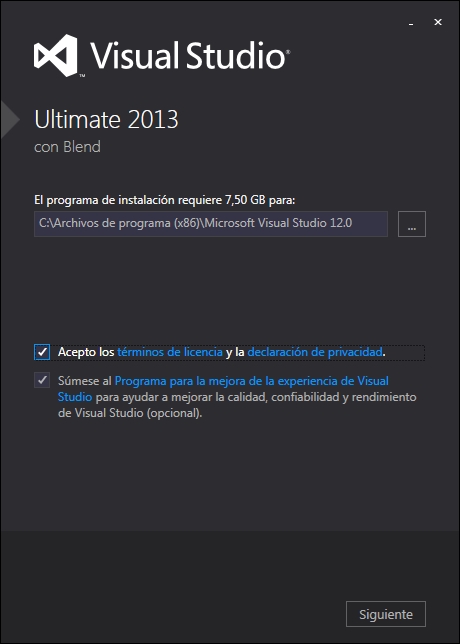 Visual Studio
Ultimate 2013
con Blend
El programa de instalación requiere 7,50 GB para:
C:\Archivos de programa (x86)\Microsoft Visual Studio 12.0
...
Acepto los términos de licencia y la declaración de privacidad.
Súmese al Programa para la mejora de la experiencia de Visual
Studio para ayudar a mejorar la calidad, confiabilidad y rendimiento
de Visual Studio (opcional).
Siguiente